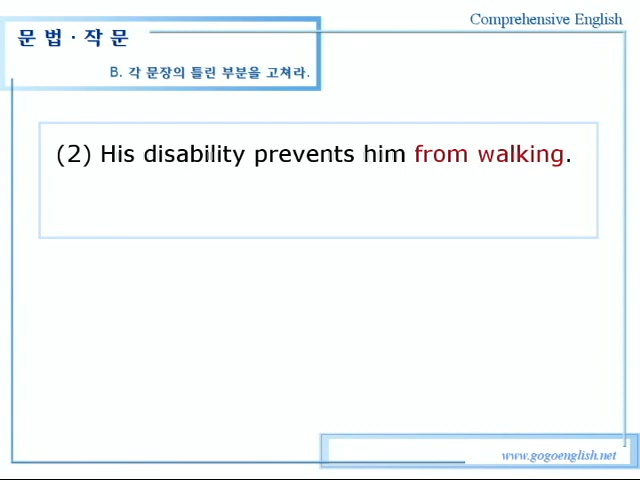 Comprehensive English
문 법 · 작 문
B. 각 문장의 틀린 부분을 고쳐라.
(2) His disability prevents him from walking.
www.gogoenglish.net